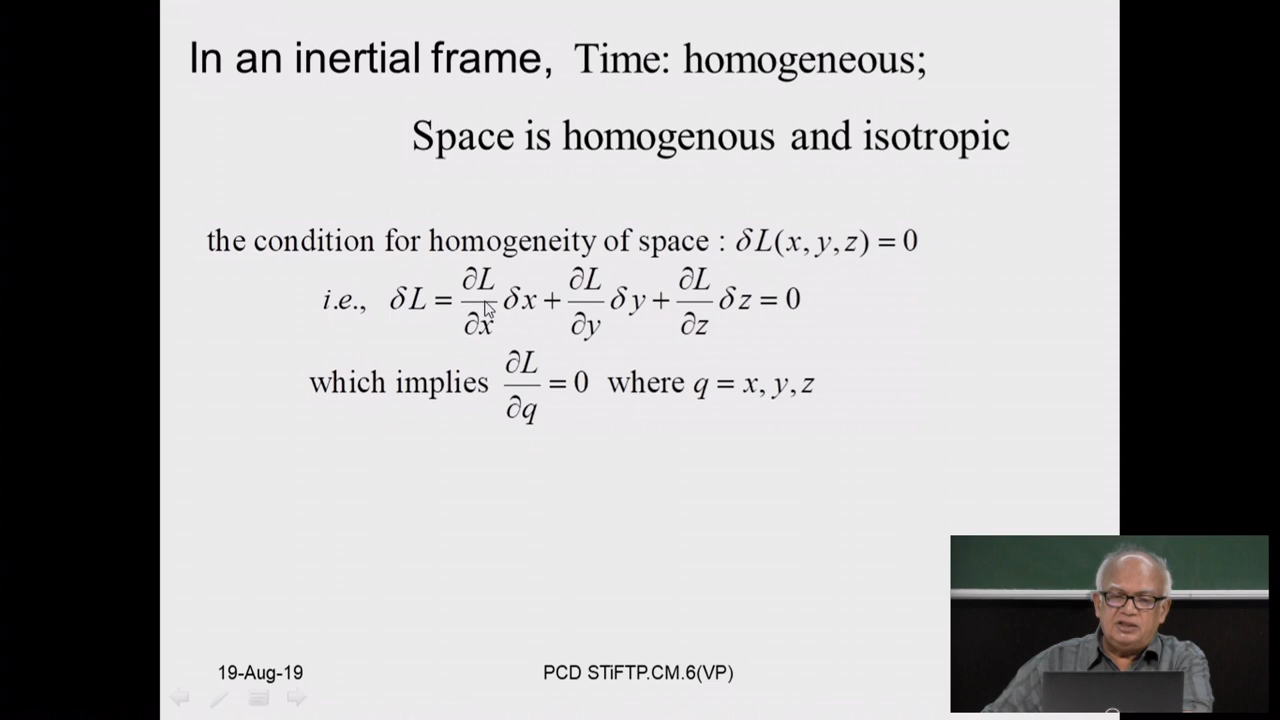 In an inertial frame, Time: homogeneous;
Space is homogenous and isotropic
the condition for homogeneity of space : δL(x, y, z) = 0
i.e., δL = ∂L/∂x δx + ∂L/∂y δy + ∂L/∂z δz = 0
which implies ∂L/∂q = 0 where q = x, y, z
19-Aug-19 PCD STiFTP.CM.6(VP)